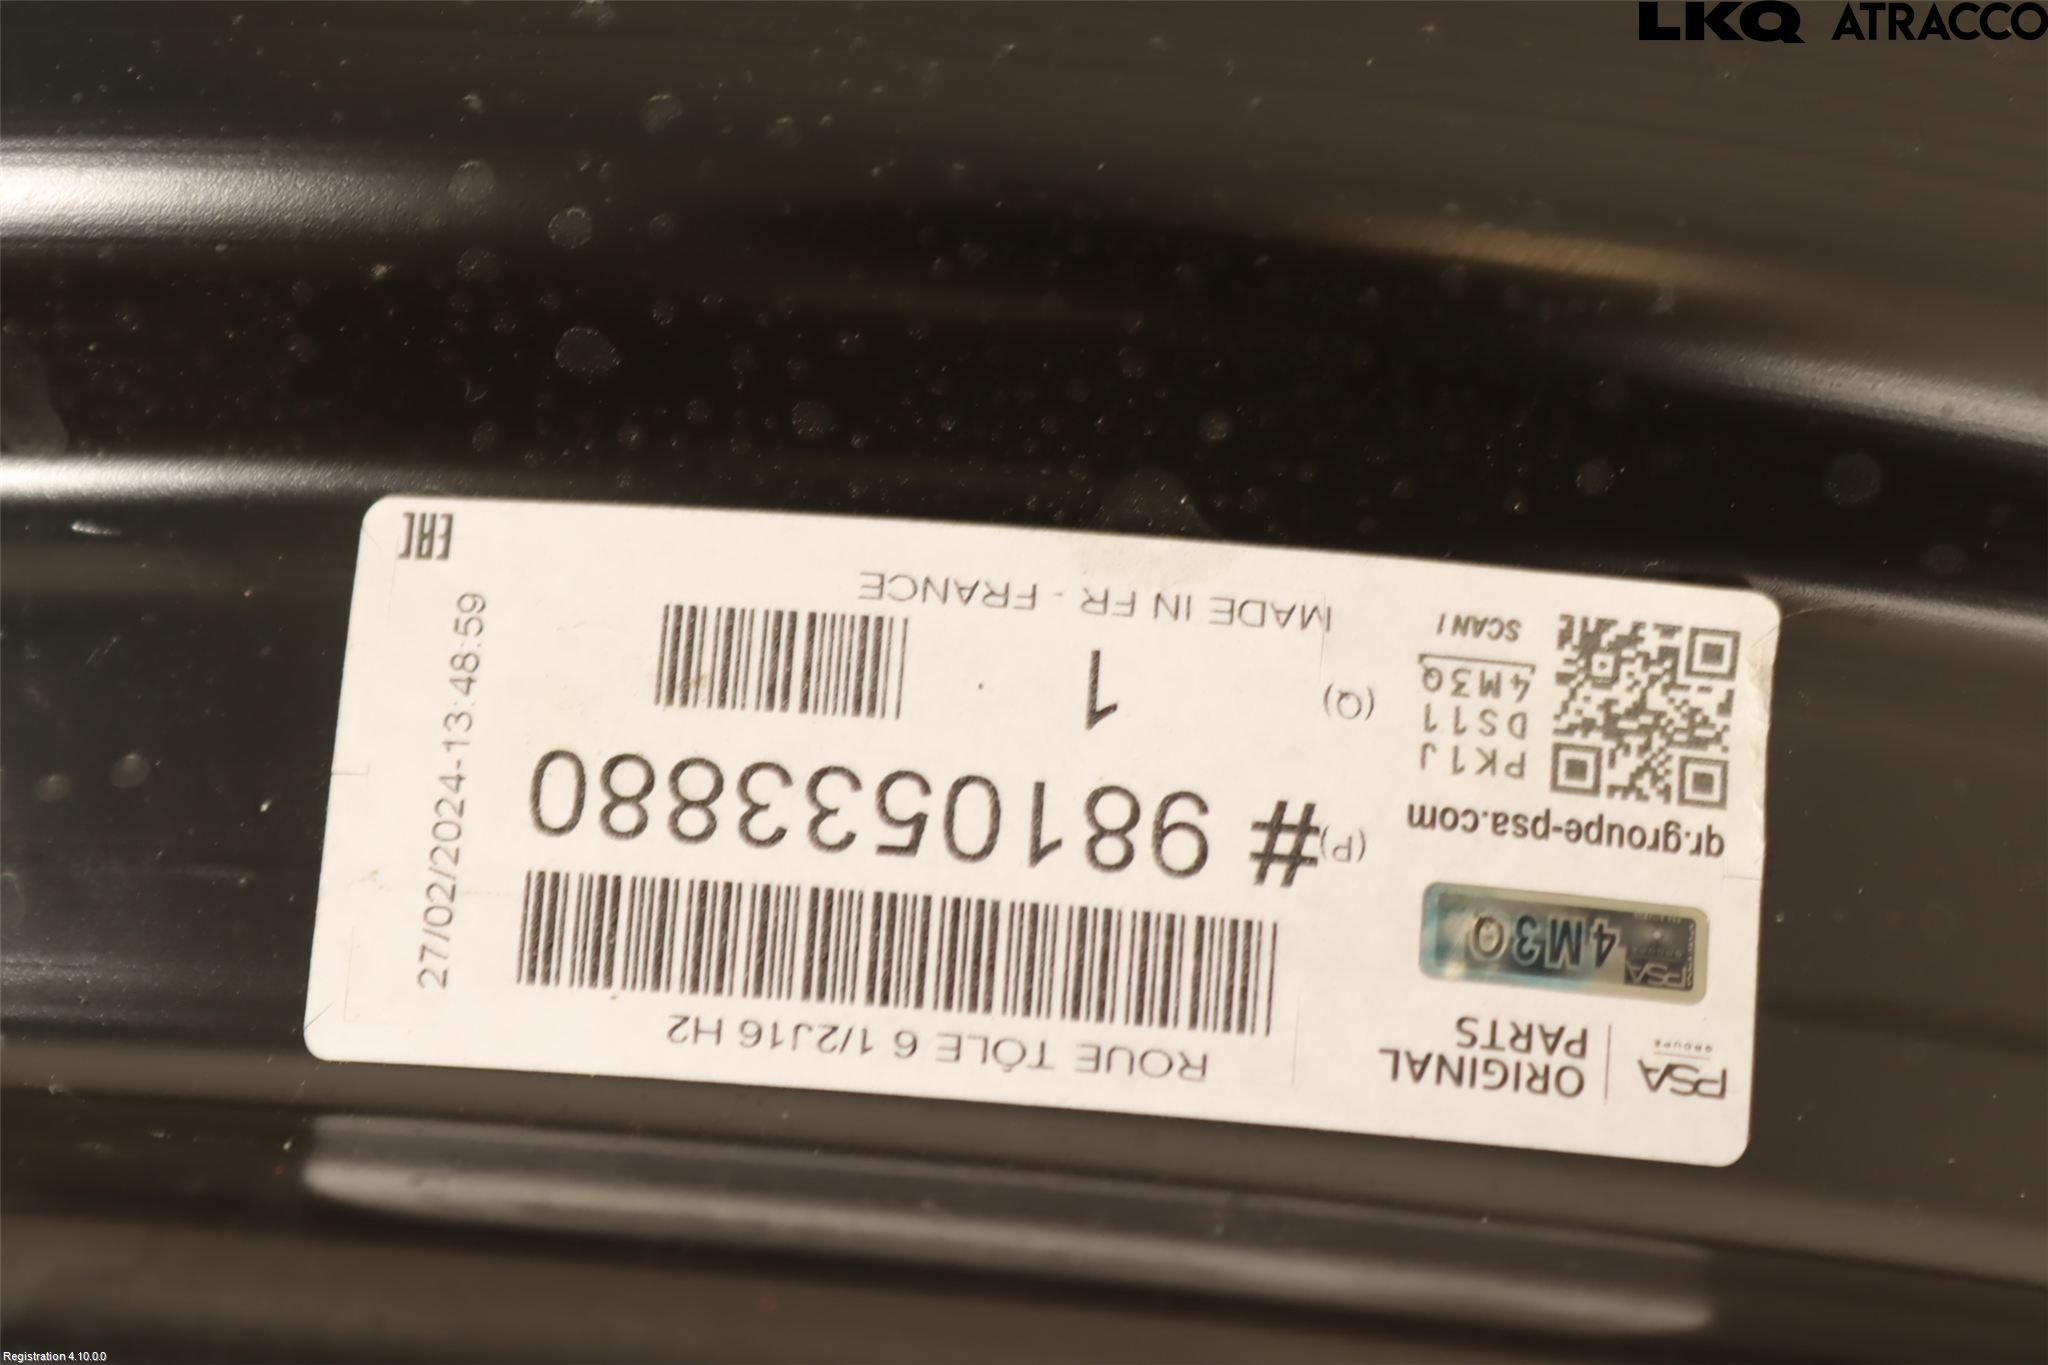 LKQ ATRACCO
PSA
GROUPE
ORIGINAL
PARTS
4M3Q
qr.groupe-psa.com
PK1J
DS11
4M3Q
SCAN !
ROUE TÔLE 6 1/2J16 H2
(P) # 9810533880
(Q) 1
MADE IN FR - FRANCE
27/02/2024-13:48:59
EAC
Registration 4.10.0.0